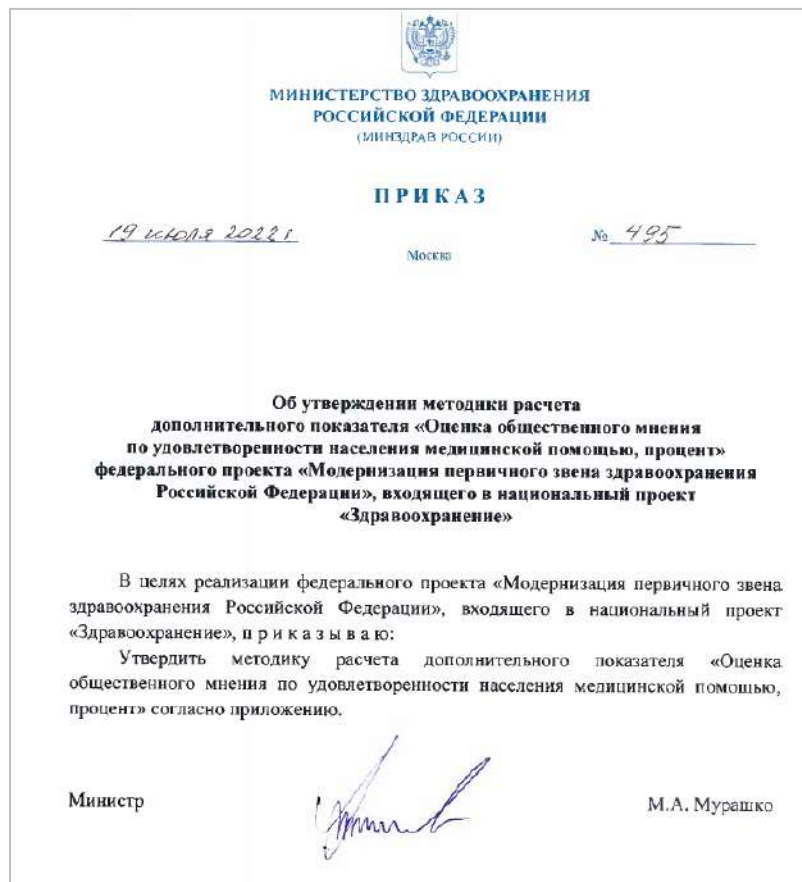 МИНИСТЕРСТВО ЗДРАВООХРАНЕНИЯ
РОССИЙСКОЙ ФЕДЕРАЦИИ
(МИНЗДРАВ РОССИИ)
ПРИКАЗ
19 июля 2022 г
№ 495
Москва
Об утверждении методики расчета
дополнительного показателя «Оценка общественного мнения
по удовлетворенности населения медицинской помощью, процент»
федерального проекта «Модернизация первичного звена здравоохранения
Российской Федерации», входящего в национальный проект
«Здравоохранение»
В целях реализации федерального проекта «Модернизация первичного звена
здравоохранения Российской Федерации», входящего в национальный проект
«Здравоохранение», п р и к а з ы в а ю:
Утвердить методику расчета дополнительного показателя «Оценка
общественного мнения по удовлетворенности населения медицинской помощью,
процент» согласно приложению.
Министр
М.А. Мурашко